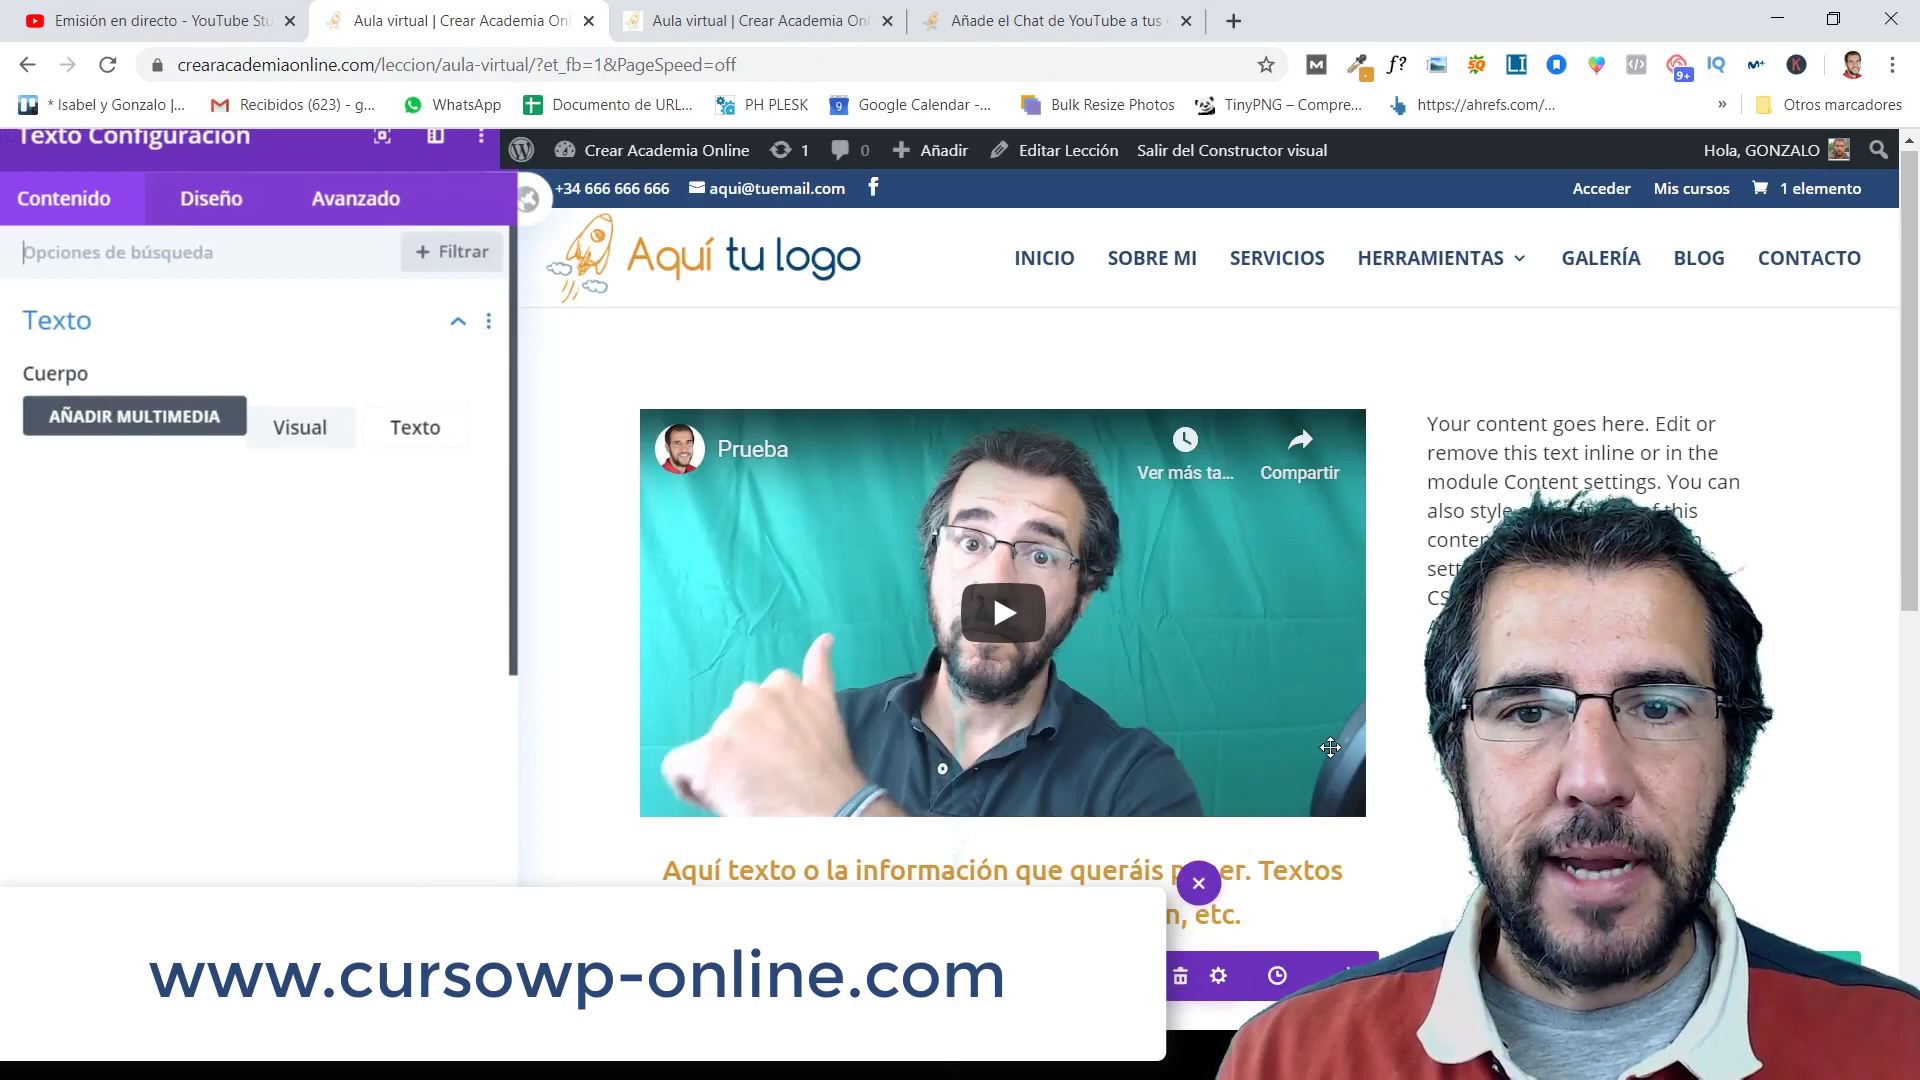 Emisión en directo - YouTube Stu
Aula virtual | Crear Academia Onl
Aula virtual | Crear Academia Onl
Añade el Chat de YouTube a tus
crearacademiaonline.com/leccion/aula-virtual/?et_fb=1&PageSpeed=off
9+
* Isabel y Gonzalo |...
Recibidos (623) - g...
WhatsApp
Documento de URL...
PH PLESK
Google Calendar -...
Bulk Resize Photos
TinyPNG – Compre...
https://ahrefs.com/...
»
Otros marcadores
Texto Configuración
Crear Academia Online
1
0
Añadir
Editar Lección
Salir del Constructor visual
Hola, GONZALO
Contenido
Diseño
Avanzado
+34 666 666 666
aqui@tuemail.com
Acceder
Mis cursos
1 elemento
Opciones de búsqueda
+ Filtrar
Aquí tu logo
INICIO
SOBRE MI
SERVICIOS
HERRAMIENTAS
GALERÍA
BLOG
CONTACTO
Texto
Cuerpo
AÑADIR MULTIMEDIA
Visual
Texto
Prueba
Ver más ta...
Compartir
Your content goes here. Edit or
remove this text inline or in the
module Content settings. You can
also style of this
Aquí texto o la información que queráis Textos
etc.
www.cursowp-online.com